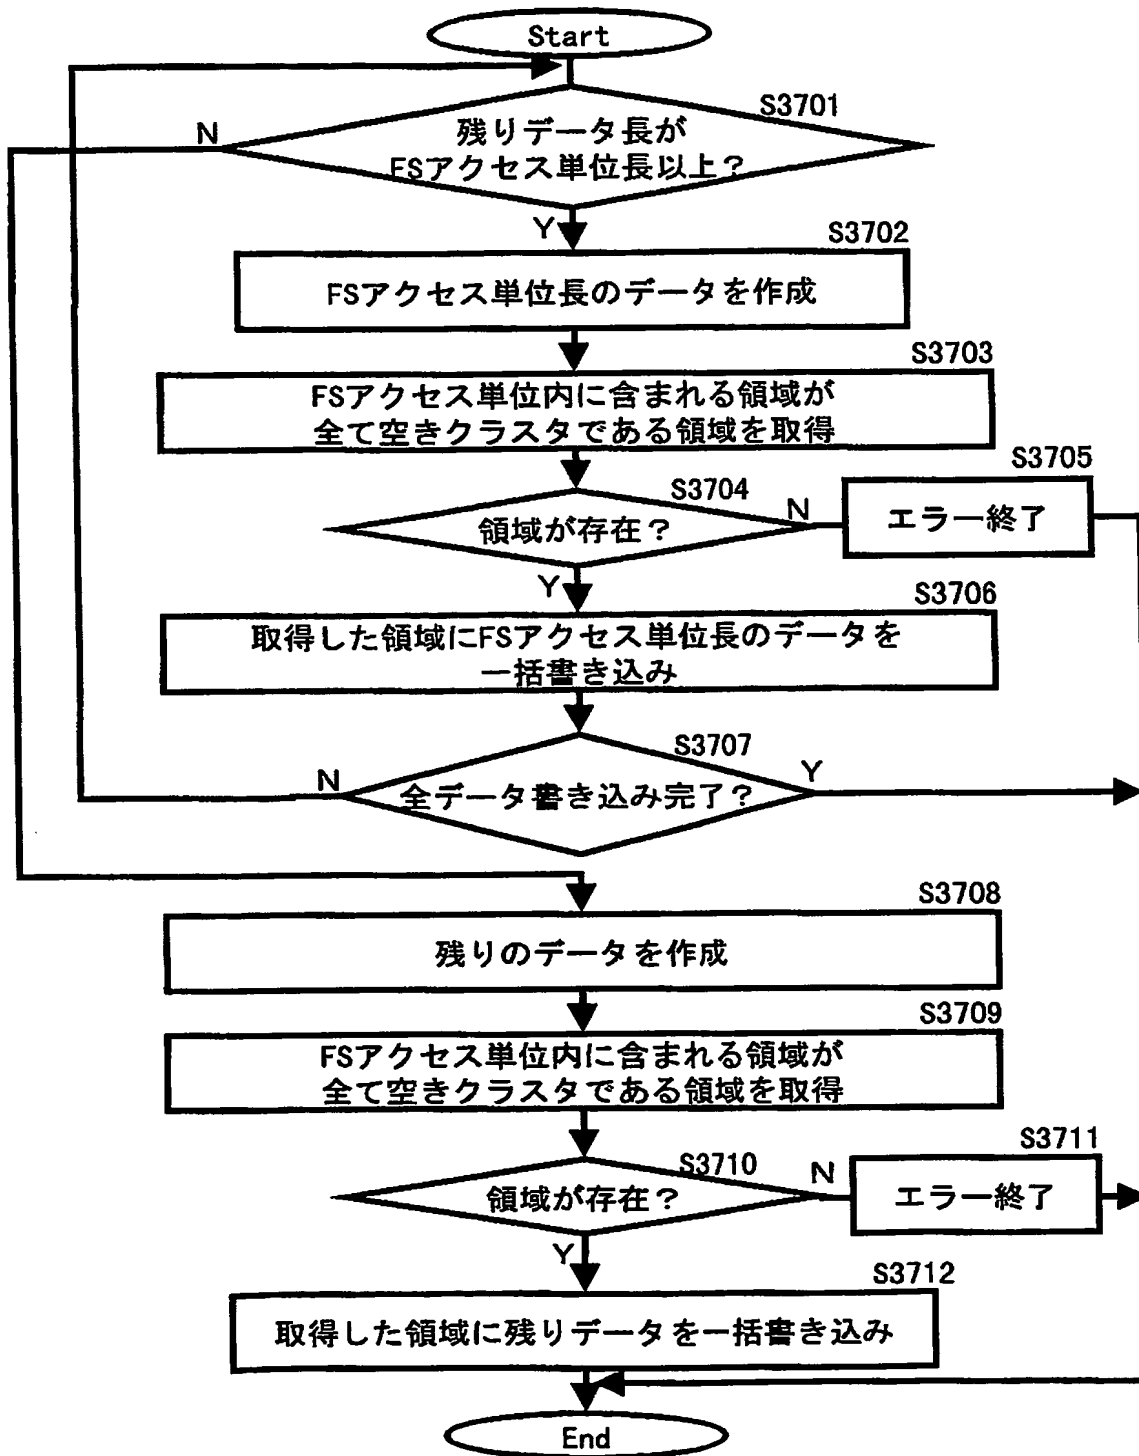 Start
S3701
残りデータ長が
FSアクセス単位長以上？
N
Y
S3702
FSアクセス単位長のデータを作成
S3703
FSアクセス単位内に含まれる領域が
全て空きクラスタである領域を取得
S3704
領域が存在？
N
S3705
エラー終了
Y
S3706
取得した領域にFSアクセス単位長のデータを
一括書き込み
S3707
全データ書き込み完了？
N
Y
S3708
残りのデータを作成
S3709
FSアクセス単位内に含まれる領域が
全て空きクラスタである領域を取得
S3710
領域が存在？
N
S3711
エラー終了
Y
S3712
取得した領域に残りデータを一括書き込み
End